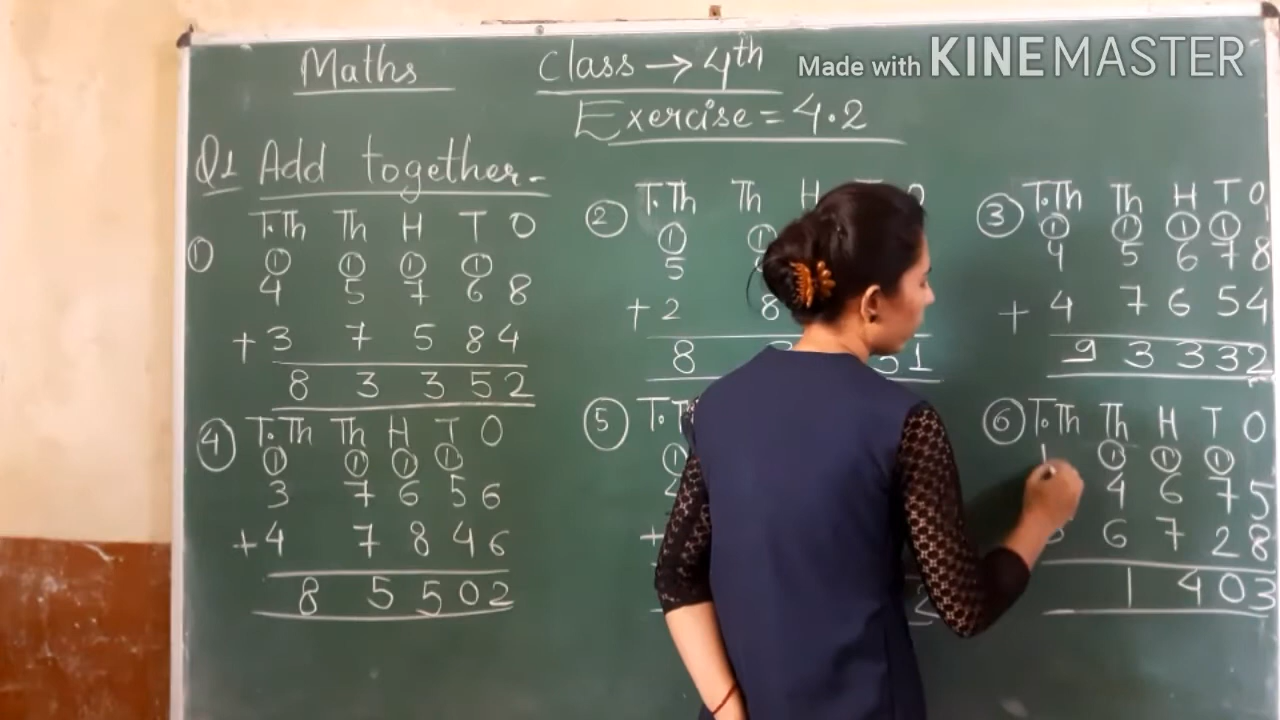 Maths Class → 4th Made with KINEMASTER
Exercise = 4.2
Q1 Add together-
① T.Th Th H T O
① ① ① ①
4 5 7 6 8
+ 3 7 5 8 4
8 3 3 5 2
② T.Th Th H
① ①
5
+ 2 8
8 1
③ T.Th Th H T O
① ① ① ①
4 5 6 7 8
+ 4 7 6 5 4
9 3 3 3 2
④ T.Th Th H T O
① ① ① ①
3 7 6 5 6
+ 4 7 8 4 6
8 5 5 0 2
⑤ T.
①
+
2
⑥ T.Th Th H T O
① ① ①
4 6 7 5
6 7 2 8
1 4 0 3